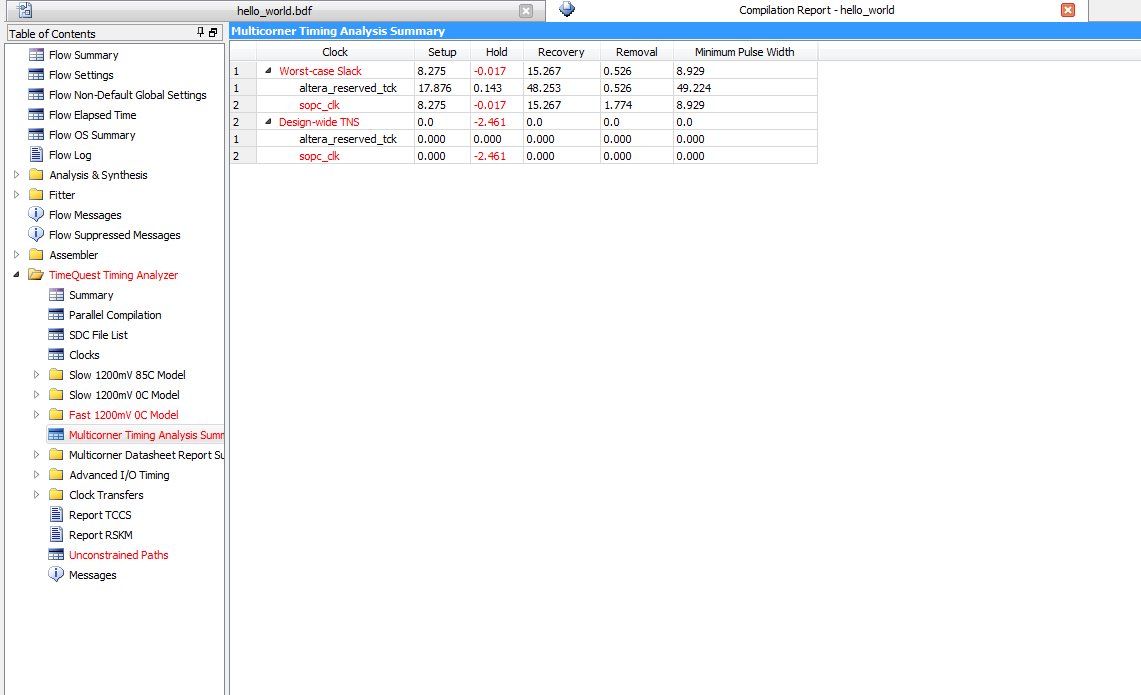 hello_world.bdf
Compilation Report - hello_world
Table of Contents
Flow Summary
Flow Settings
Flow Non-Default Global Settings
Flow Elapsed Time
Flow OS Summary
Flow Log
Analysis & Synthesis
Fitter
Flow Messages
Flow Suppressed Messages
Assembler
TimeQuest Timing Analyzer
Summary
Parallel Compilation
SDC File List
Clocks
Slow 1200mV 85C Model
Slow 1200mV 0C Model
Fast 1200mV 0C Model
Multicorner Timing Analysis Summ
Multicorner Datasheet Report Su
Advanced I/O Timing
Clock Transfers
Report TCCS
Report RSKM
Unconstrained Paths
Messages
Multicorner Timing Analysis Summary
Clock Setup Hold Recovery Removal Minimum Pulse Width
1 Worst-case Slack 8.275 -0.017 15.267 0.526 8.929
1 altera_reserved_tck 17.876 0.143 48.253 0.526 49.224
2 sopc_clk 8.275 -0.017 15.267 1.774 8.929
2 Design-wide TNS 0.0 -2.461 0.0 0.0 0.0
1 altera_reserved_tck 0.000 0.000 0.000 0.000 0.000
2 sopc_clk 0.000 -2.461 0.000 0.000 0.000